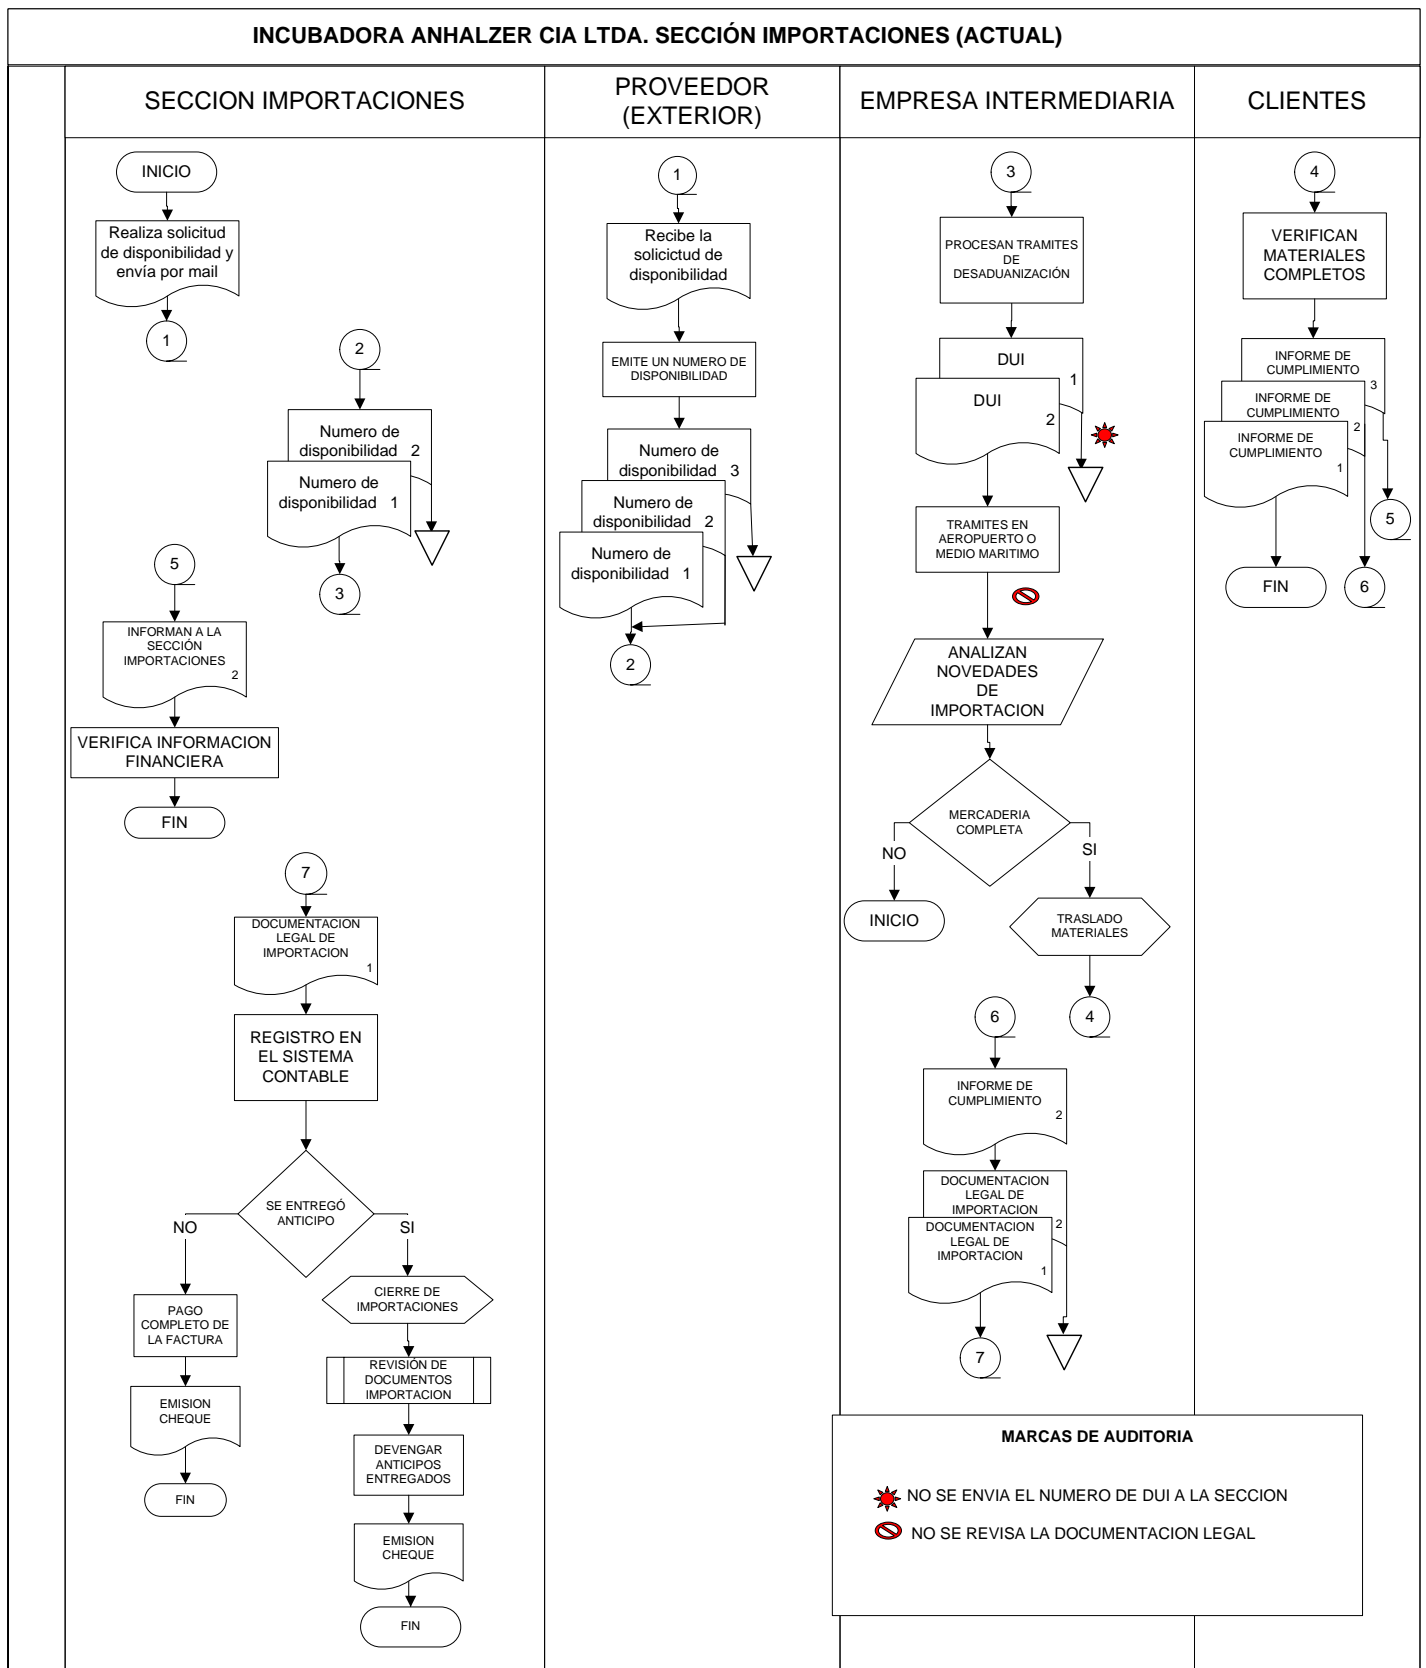 INCUBADORA ANHALZER CIA LTDA. SECCIÓN IMPORTACIONES (ACTUAL)
SECCION IMPORTACIONES
PROVEEDOR
(EXTERIOR)
EMPRESA INTERMEDIARIA
CLIENTES
INICIO
Realiza solicitud
de disponibilidad y
envía por mail
1
2
Numero de
disponibilidad 2
Numero de
disponibilidad 1
3
5
INFORMAN A LA
SECCIÓN
IMPORTACIONES
2
VERIFICA INFORMACION
FINANCIERA
FIN
7
DOCUMENTACION
LEGAL DE
IMPORTACION
1
REGISTRO EN
EL SISTEMA
CONTABLE
SE ENTREGÓ
ANTICIPO
NO
SI
PAGO
COMPLETO DE
LA FACTURA
EMISION
CHEQUE
FIN
CIERRE DE
IMPORTACIONES
REVISIÓN DE
DOCUMENTOS
IMPORTACION
DEVENGAR
ANTICIPOS
ENTREGADOS
EMISION
CHEQUE
FIN
1
Recibe la
solicictud de
disponibilidad
EMITE UN NUMERO DE
DISPONIBILIDAD
Numero de
disponibilidad 3
Numero de
disponibilidad 2
Numero de
disponibilidad 1
2
3
PROCESAN TRAMITES
DE
DESADUANIZACIÓN
DUI
1
DUI
2
TRAMITES EN
AEROPUERTO O
MEDIO MARITIMO
ANALIZAN
NOVEDADES
DE
IMPORTACION
MERCADERIA
COMPLETA
NO
SI
INICIO
TRASLADO
MATERIALES
4
6
INFORME DE
CUMPLIMIENTO
2
DOCUMENTACION
LEGAL DE
IMPORTACION
2
DOCUMENTACION
LEGAL DE
IMPORTACION
1
7
4
VERIFICAN
MATERIALES
COMPLETOS
INFORME DE
CUMPLIMIENTO
3
INFORME DE
CUMPLIMIENTO
2
INFORME DE
CUMPLIMIENTO
1
5
FIN
6
MARCAS DE AUDITORIA
NO SE ENVIA EL NUMERO DE DUI A LA SECCION
NO SE REVISA LA DOCUMENTACION LEGAL